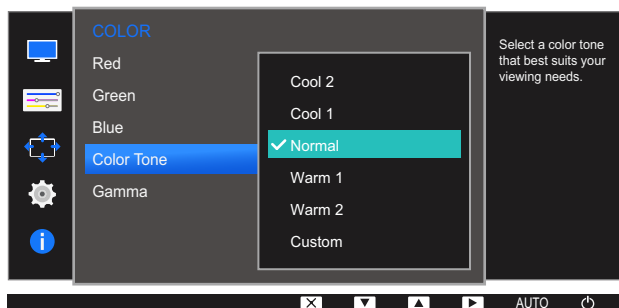 COLOR
Red
Green
Blue
Color Tone
Gamma
Cool 2
Cool 1
Normal
Warm 1
Warm 2
Custom
Select a color tone
that best suits your
viewing needs.
AUTO